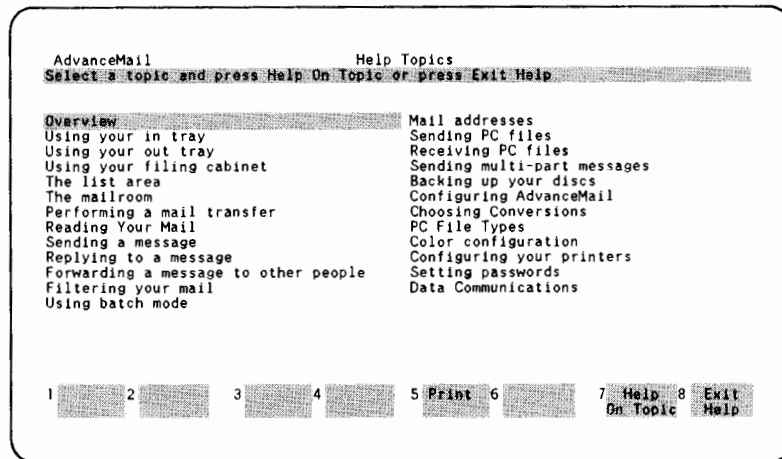 AdvanceMail Help Topics
Select a topic and press Help On Topic or press Exit Help
Overview
Using your in tray
Using your out tray
Using your filing cabinet
The list area
The mailroom
Performing a mail transfer
Reading Your Mail
Sending a message
Replying to a message
Forwarding a message to other people
Filtering your mail
Using batch mode
Mail addresses
Sending PC files
Receiving PC files
Sending multi-part messages
Backing up your discs
Configuring AdvanceMail
Choosing Conversions
PC File Types
Color configuration
Configuring your printers
Setting passwords
Data Communications
1 2 3 4 5 Print 6 7 Help 8 Exit
On Topic Help